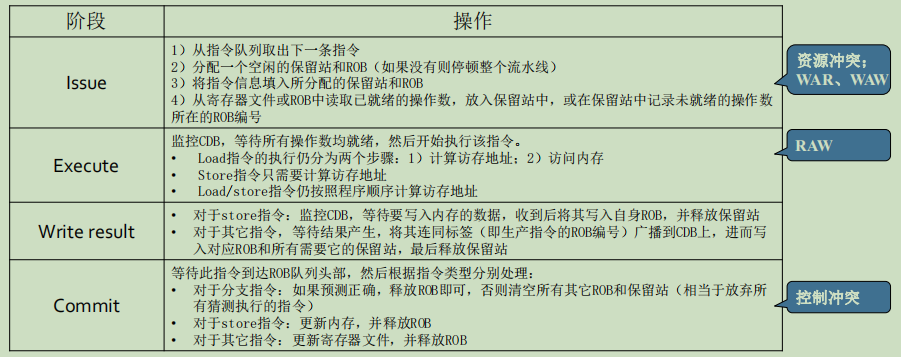 阶段
操作
Issue
1）从指令队列取出下一条指令
2）分配一个空闲的保留站和ROB（如果没有则停顿整个流水线）
3）将指令信息填入所分配的保留站和ROB
4）从寄存器文件或ROB中读取已就绪的操作数，放入保留站中，或在保留站中记录未就绪的操作数
所在的ROB编号
资源冲突；
WAR、WAW
Execute
监控CDB，等待所有操作数均就绪，然后开始执行该指令。
• Load指令的执行仍分为两个步骤：1）计算访存地址；2）访问内存
• Store指令只需要计算访存地址
• Load/store指令仍按照程序顺序计算访存地址
RAW
Write result
• 对于store指令：监控CDB，等待要写入内存的数据，收到后将其写入自身ROB，并释放保留站
• 对于其它指令，等待结果产生，将其连同标签（即生产指令的ROB编号）广播到CDB上，进而写
入对应ROB和所有需要它的保留站，最后释放保留站
Commit
等待此指令到达ROB队列头部，然后根据指令类型分别处理：
• 对于分支指令：如果预测正确，释放ROB即可，否则清空所有其它ROB和保留站（相当于放弃所
有猜测执行的指令）
• 对于store指令：更新内存，并释放ROB
• 对于其它指令：更新寄存器文件，并释放ROB
控制冲突